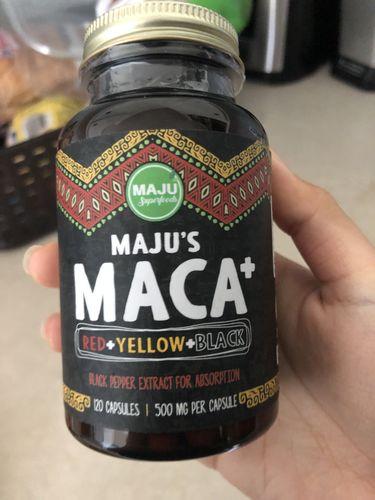 MAJU
Superfoods
MAJU'S
MACA+
RED+YELLOW+BLACK
BLACK PEPPER EXTRACT FOR ABSORPTION
120 CAPSULES | 500 MG PER CAPSULE